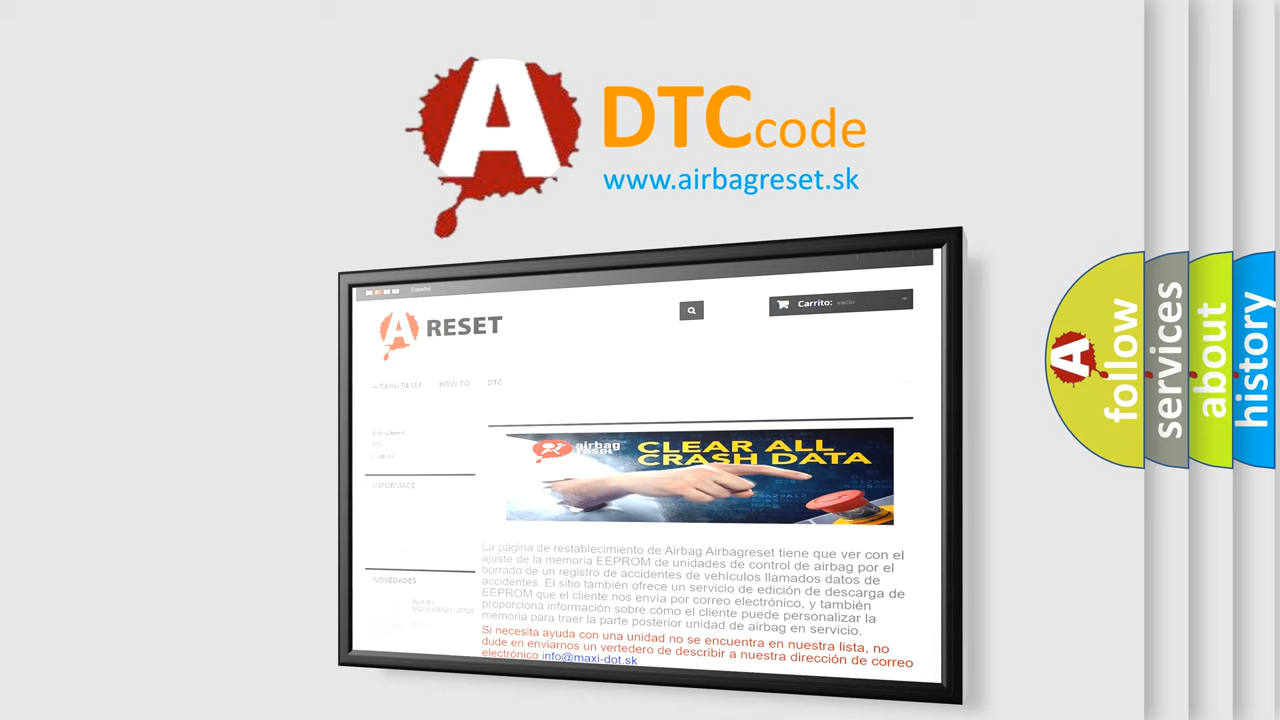 A DTCcode
www.airbagreset.sk
Español
A RESET
Carrito: vacío
AIRBAG RESET HOW TO DTC
airbag
reset
CLEAR ALL
CRASH DATA
INFORMACE
La página de restablecimiento de Airbag Airbagreset tiene que ver con el
ajuste de la memoria EEPROM de unidades de control de airbag por el
borrado de un registro de accidentes de vehículos llamados datos de
accidentes. El sitio también ofrece un servicio de edición de descarga de
EEPROM que el cliente nos envía por correo electrónico, y también
proporciona información sobre cómo el cliente puede personalizar la
memoria para traer la parte posterior unidad de airbag en servicio.
Si necesita ayuda con una unidad no se encuentra en nuestra lista, no
dude en enviarnos un vertedero de describir a nuestra dirección de correo
electrónico info@maxi-dot.sk
NOVEDADES
A follow
services
about
history